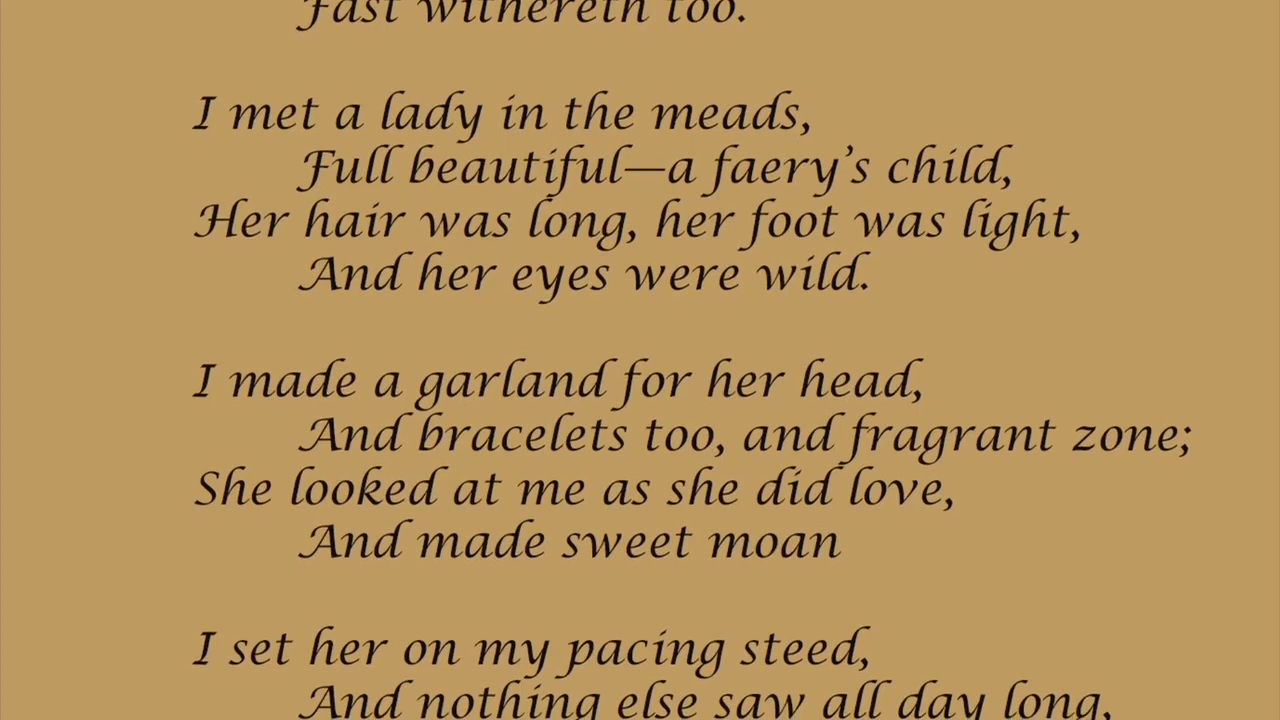 Fast withereth too.
I met a lady in the meads,
Full beautiful—a faery’s child,
Her hair was long, her foot was light,
And her eyes were wild.
I made a garland for her head,
And bracelets too, and fragrant zone;
She looked at me as she did love,
And made sweet moan
I set her on my pacing steed,
And nothing else saw all day long,